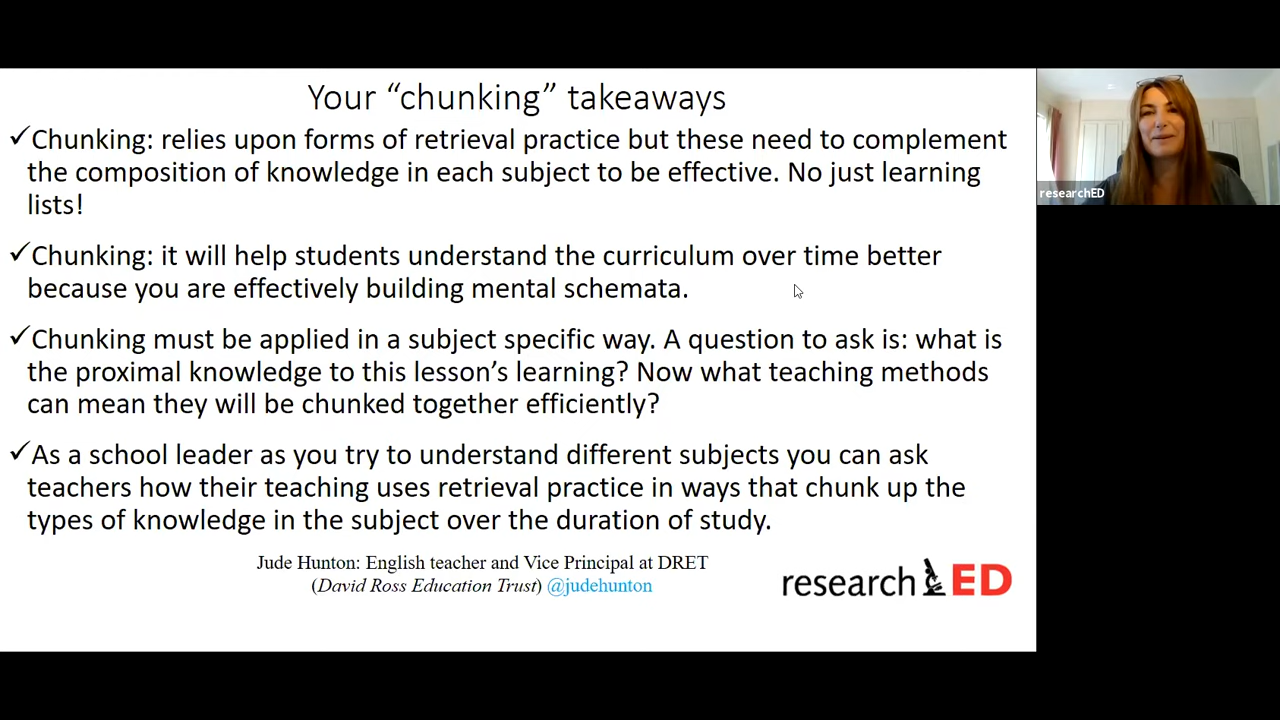 Your “chunking” takeaways
✓Chunking: relies upon forms of retrieval practice but these need to complement
the composition of knowledge in each subject to be effective. No just learning
lists!
✓Chunking: it will help students understand the curriculum over time better
because you are effectively building mental schemata.
✓Chunking must be applied in a subject specific way. A question to ask is: what is
the proximal knowledge to this lesson’s learning? Now what teaching methods
can mean they will be chunked together efficiently?
✓As a school leader as you try to understand different subjects you can ask
teachers how their teaching uses retrieval practice in ways that chunk up the
types of knowledge in the subject over the duration of study.
Jude Hunton: English teacher and Vice Principal at DRET
(David Ross Education Trust) @judehunton
research ED
researchED